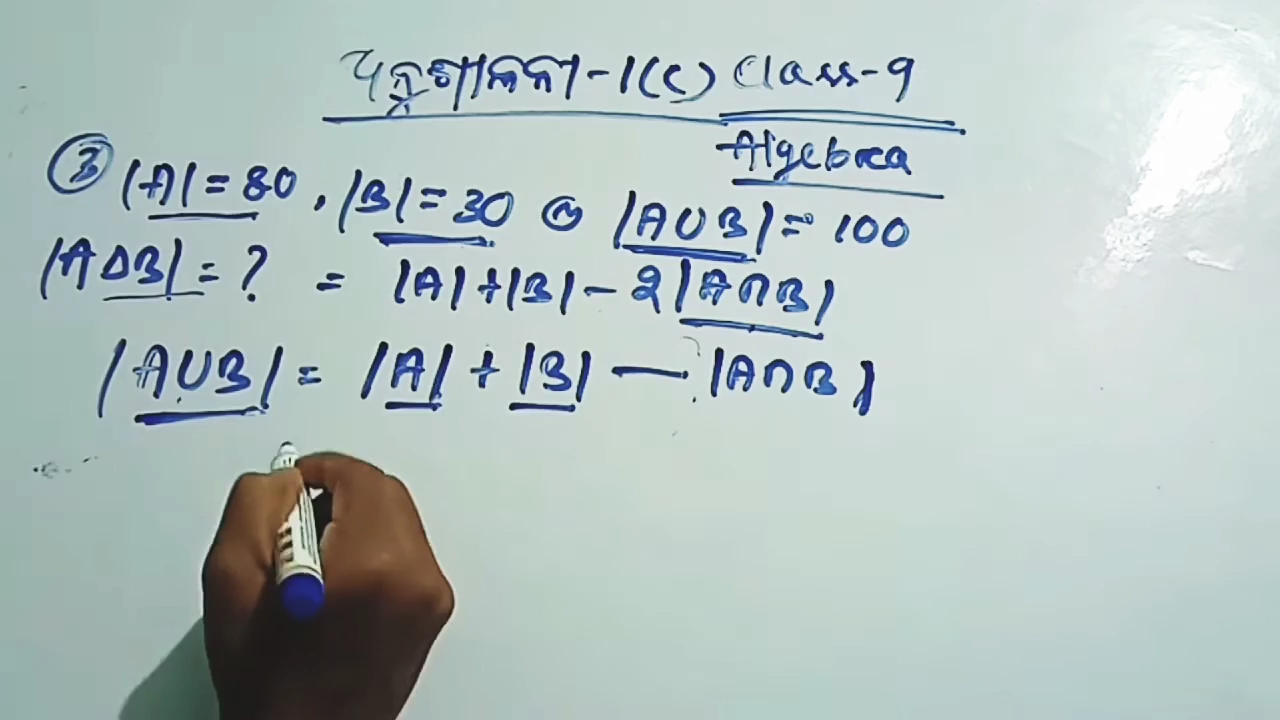 ଅନୁଶୀଳନୀ-1(c) Class-9
Algebra
③ |A| = 80, |B| = 30 ଓ |A∪B| = 100
|AΔB| = ? = |A|+|B| - 2|A∩B|
|A∪B| = |A| + |B| - |A∩B|